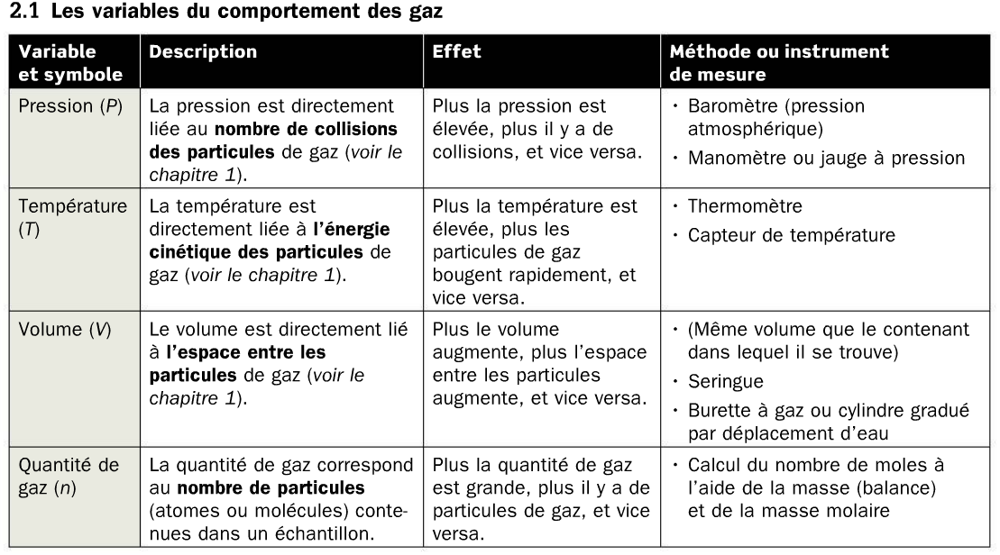 2.1 Les variables du comportement des gaz
Variable
et symbole
Description
Effet
Méthode ou instrument
de mesure
Pression (P)
La pression est directement
liée au nombre de collisions
des particules de gaz (voir le
chapitre 1).
Plus la pression est
élevée, plus il y a de
collisions, et vice versa.
• Baromètre (pression
atmosphérique)
• Manomètre ou jauge à pression
Température
(T)
La température est
directement liée à l'énergie
cinétique des particules de
gaz (voir le chapitre 1).
Plus la température est
élevée, plus les
particules de gaz
bougent rapidement, et
vice versa.
• Thermomètre
• Capteur de température
Volume (V)
Le volume est directement lié
à l'espace entre les
particules de gaz (voir le
chapitre 1).
Plus le volume
augmente, plus l'espace
entre les particules
augmente, et vice versa.
• (Même volume que le contenant
dans lequel il se trouve)
• Seringue
• Burette à gaz ou cylindre gradué
par déplacement d'eau
Quantité de
gaz (n)
La quantité de gaz correspond
au nombre de particules
(atomes ou molécules) conte-
nues dans un échantillon.
Plus la quantité de gaz
est grande, plus il y a de
particules de gaz, et vice
versa.
• Calcul du nombre de moles à
l'aide de la masse (balance)
et de la masse molaire